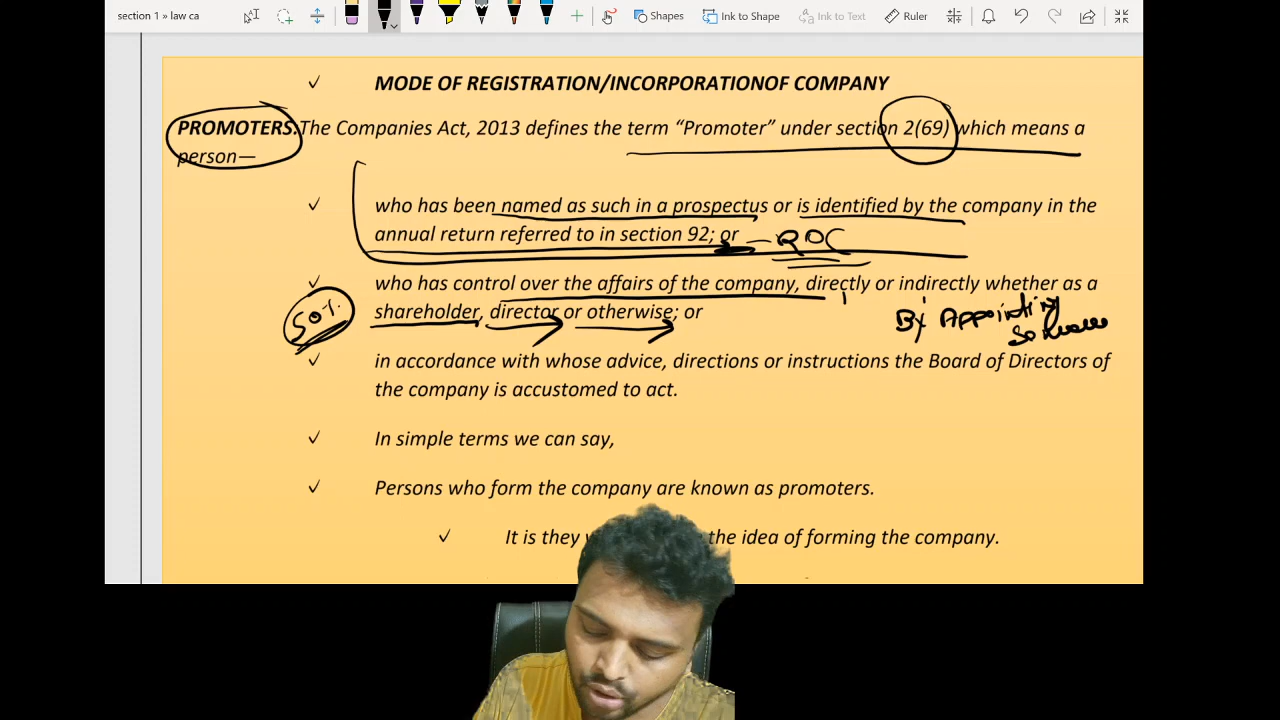 section 1 » law ca
Shapes
Ink to Shape
Ink to Text
Ruler
✓ MODE OF REGISTRATION/INCORPORATIONOF COMPANY
PROMOTERS.The Companies Act, 2013 defines the term “Promoter” under section 2(69) which means a
person—
✓ who has been named as such in a prospectus or is identified by the company in the
annual return referred to in section 92; or – ROC
✓ who has control over the affairs of the company, directly or indirectly whether as a
50% shareholder, director or otherwise; or By Appointing
✓ in accordance with whose advice, directions or instructions the Board of Directors of
the company is accustomed to act.
✓ In simple terms we can say,
✓ Persons who form the company are known as promoters.
✓ It is they the idea of forming the company.